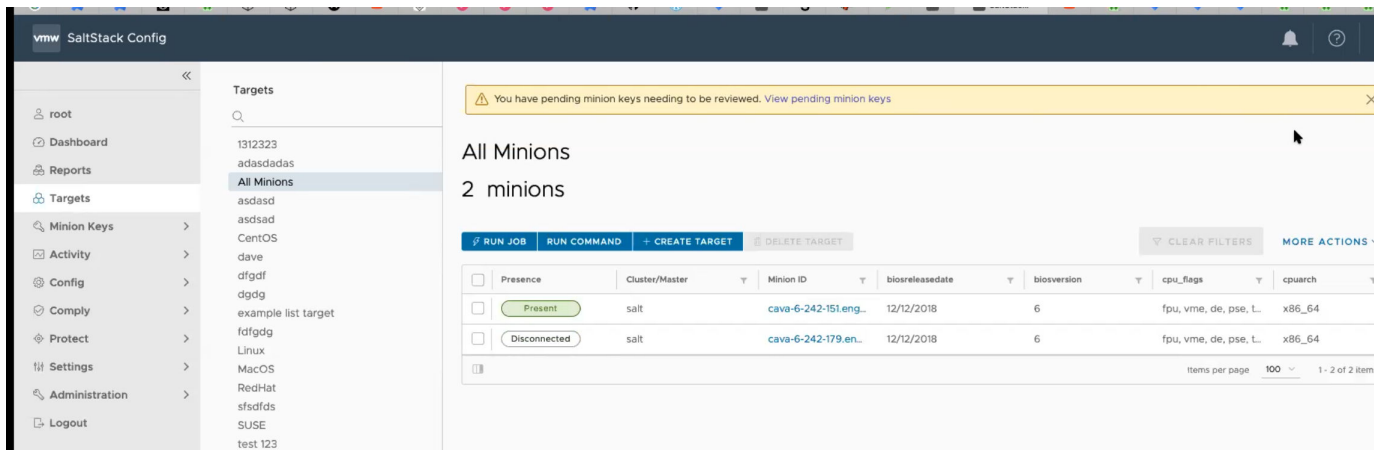 vmw SaltStack Config
root
Dashboard
Reports
Targets
Minion Keys
Activity
Config
Comply
Protect
Settings
Administration
Logout
Targets
1312323
adasdadas
All Minions
asdasd
asdsad
CentOS
dave
dfgdf
dgdg
example list target
fdfgdg
Linux
MacOS
RedHat
sfsdfds
SUSE
test 123
You have pending minion keys needing to be reviewed. View pending minion keys
All Minions
2 minions
RUN JOB RUN COMMAND + CREATE TARGET DELETE TARGET CLEAR FILTERS MORE ACTIONS
Presence Cluster/Master Minion ID biosreleasedate biosversion cpu_flags cpuarch
Present salt cava-6-242-151.eng... 12/12/2018 6 fpu, vme, de, pse, t... x86_64
Disconnected salt cava-6-242-179.en... 12/12/2018 6 fpu, vme, de, pse, t... x86_64
Items per page 100 1 - 2 of 2 item